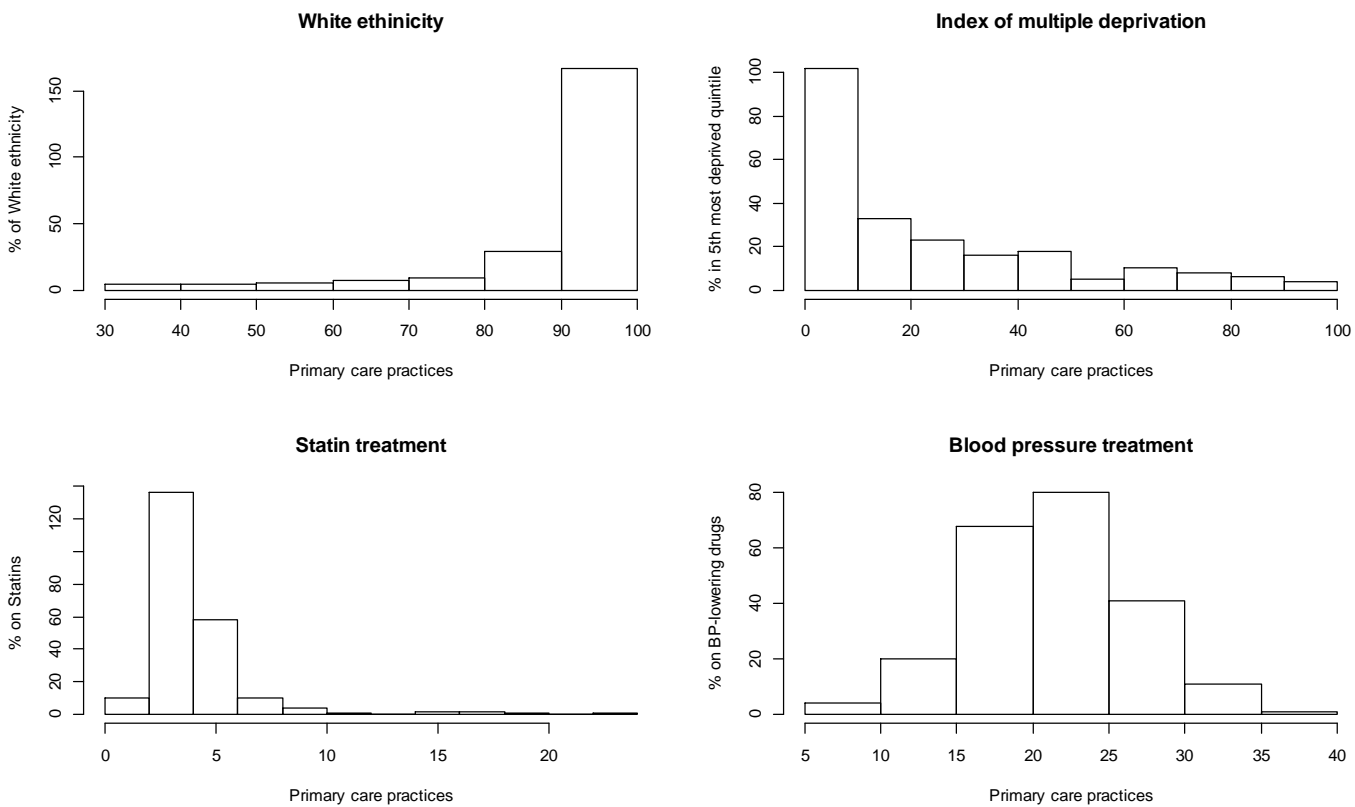 White ethinicity
% of White ethnicity
0 50 100 150
30 40 50 60 70 80 90 100
Primary care practices
Index of multiple deprivation
% in 5th most deprived quintile
0 20 40 60 80 100
0 20 40 60 80 100
Primary care practices
Statin treatment
% on Statins
0 20 40 60 80 120
0 5 10 15 20
Primary care practices
Blood pressure treatment
% on BP-lowering drugs
0 20 40 60 80
5 10 15 20 25 30 35 40
Primary care practices